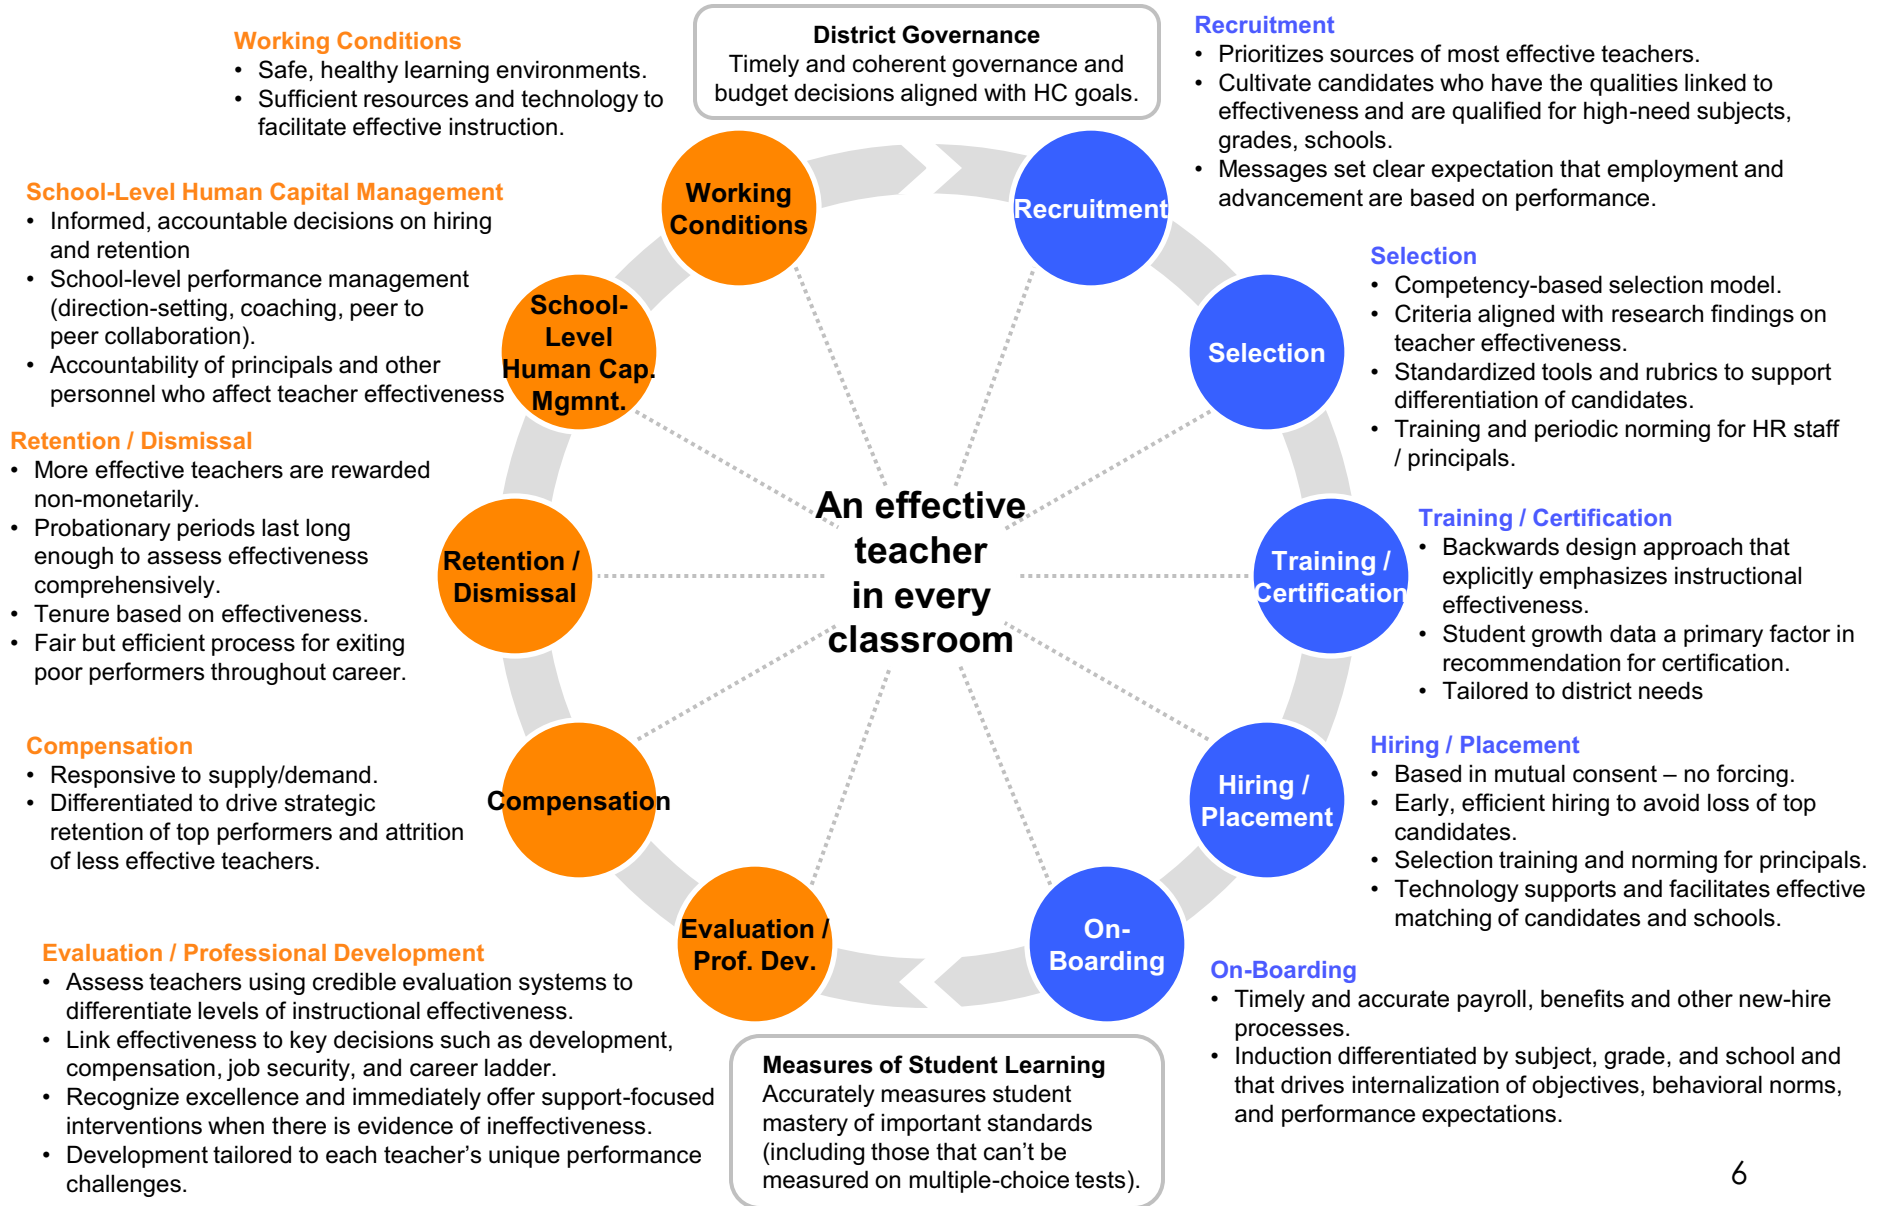 District Governance
Timely and coherent governance and
budget decisions aligned with HC goals.
Working Conditions
• Safe, healthy learning environments.
• Sufficient resources and technology to
facilitate effective instruction.
School-Level Human Capital Management
• Informed, accountable decisions on hiring
and retention
• School-level performance management
(direction-setting, coaching, peer to
peer collaboration).
• Accountability of principals and other
personnel who affect teacher effectiveness
Retention / Dismissal
• More effective teachers are rewarded
non-monetarily.
• Probationary periods last long
enough to assess effectiveness
comprehensively.
• Tenure based on effectiveness.
• Fair but efficient process for exiting
poor performers throughout career.
Compensation
• Responsive to supply/demand.
• Differentiated to drive strategic
retention of top performers and attrition
of less effective teachers.
Evaluation / Professional Development
• Assess teachers using credible evaluation systems to
differentiate levels of instructional effectiveness.
• Link effectiveness to key decisions such as development,
compensation, job security, and career ladder.
• Recognize excellence and immediately offer support-focused
interventions when there is evidence of ineffectiveness.
• Development tailored to each teacher’s unique performance
challenges.
Working
Conditions
School-
Level
Human Cap.
Mgmnt.
Retention /
Dismissal
Compensation
Evaluation /
Prof. Dev.
An effective
teacher
in every
classroom
Recruitment
Selection
Training /
Certification
Hiring /
Placement
On-
Boarding
Measures of Student Learning
Accurately measures student
mastery of important standards
(including those that can’t be
measured on multiple-choice tests).
Recruitment
• Prioritizes sources of most effective teachers.
• Cultivate candidates who have the qualities linked to
effectiveness and are qualified for high-need subjects,
grades, schools.
• Messages set clear expectation that employment and
advancement are based on performance.
Selection
• Competency-based selection model.
• Criteria aligned with research findings on
teacher effectiveness.
• Standardized tools and rubrics to support
differentiation of candidates.
• Training and periodic norming for HR staff
/ principals.
Training / Certification
• Backwards design approach that
explicitly emphasizes instructional
effectiveness.
• Student growth data a primary factor in
recommendation for certification.
• Tailored to district needs
Hiring / Placement
• Based in mutual consent – no forcing.
• Early, efficient hiring to avoid loss of top
candidates.
• Selection training and norming for principals.
• Technology supports and facilitates effective
matching of candidates and schools.
On-Boarding
• Timely and accurate payroll, benefits and other new-hire
processes.
• Induction differentiated by subject, grade, and school and
that drives internalization of objectives, behavioral norms,
and performance expectations.
6